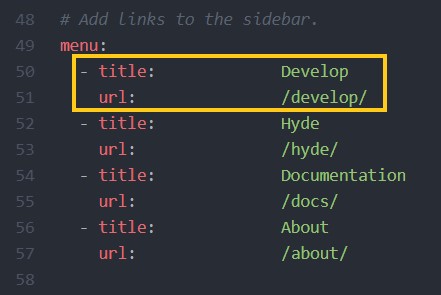 48 # Add links to the sidebar.
49 menu:
50 - title: Develop
51 url: /develop/
52 - title: Hyde
53 url: /hyde/
54 - title: Documentation
55 url: /docs/
56 - title: About
57 url: /about/
58